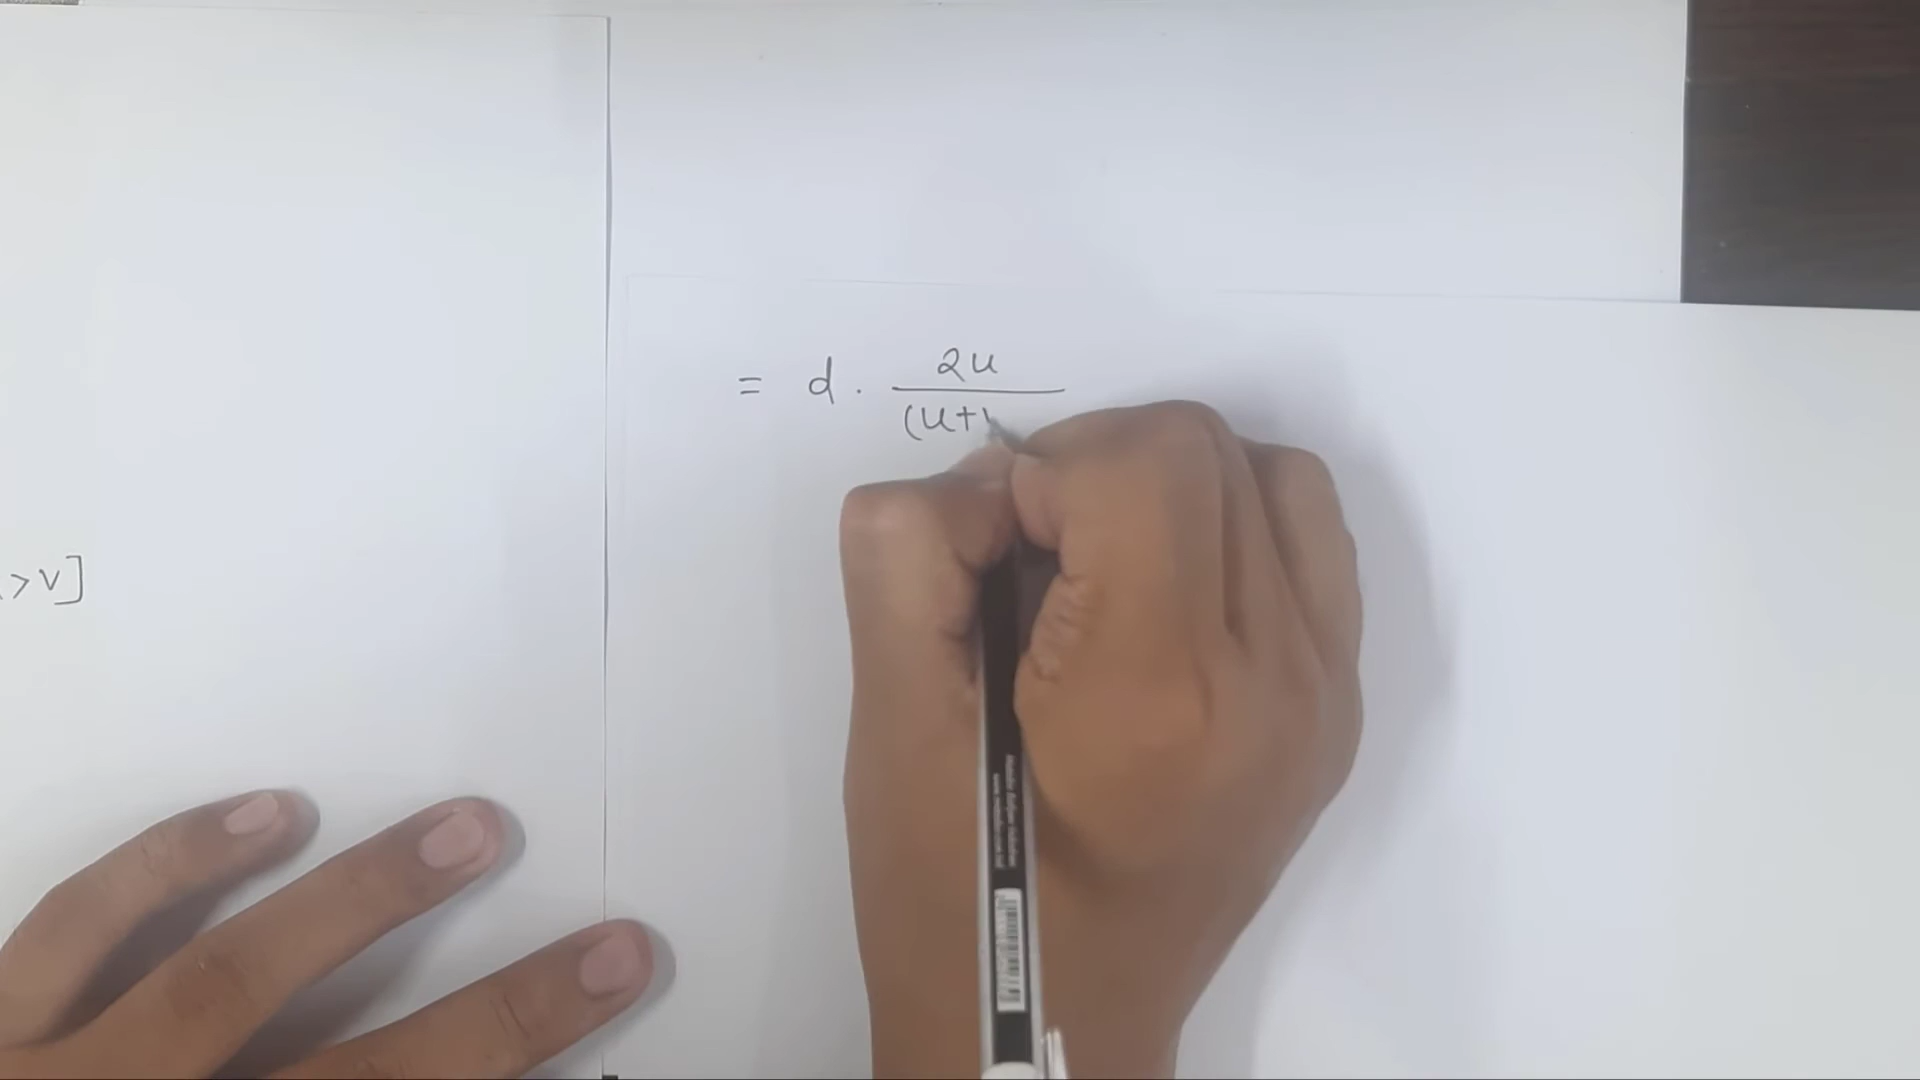 = d . 2u
(u+v
>v]